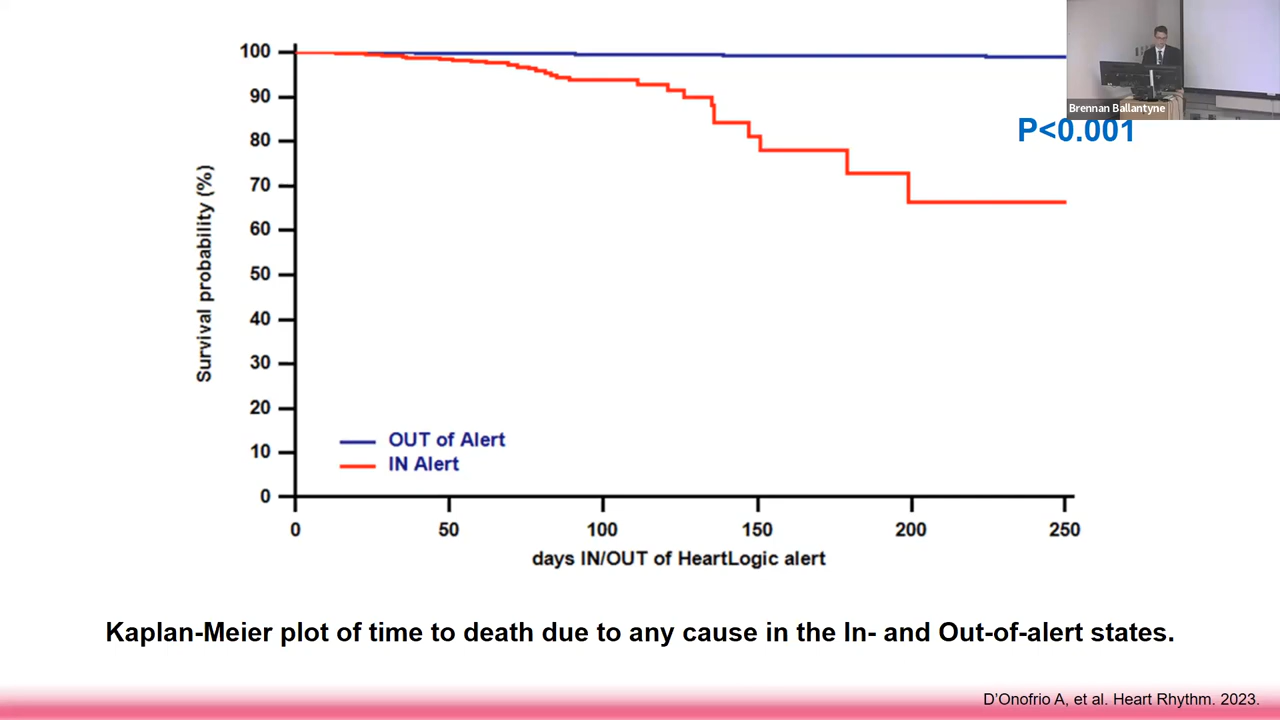 100
90
80
70
60
50
40
30
20
10
0
Survival probability (%)
OUT of Alert
IN Alert
0 50 100 150 200 250
days IN/OUT of HeartLogic alert
Brennan Ballantyne
P<0.001
Kaplan-Meier plot of time to death due to any cause in the In- and Out-of-alert states.
D'Onofrio A, et al. Heart Rhythm. 2023.